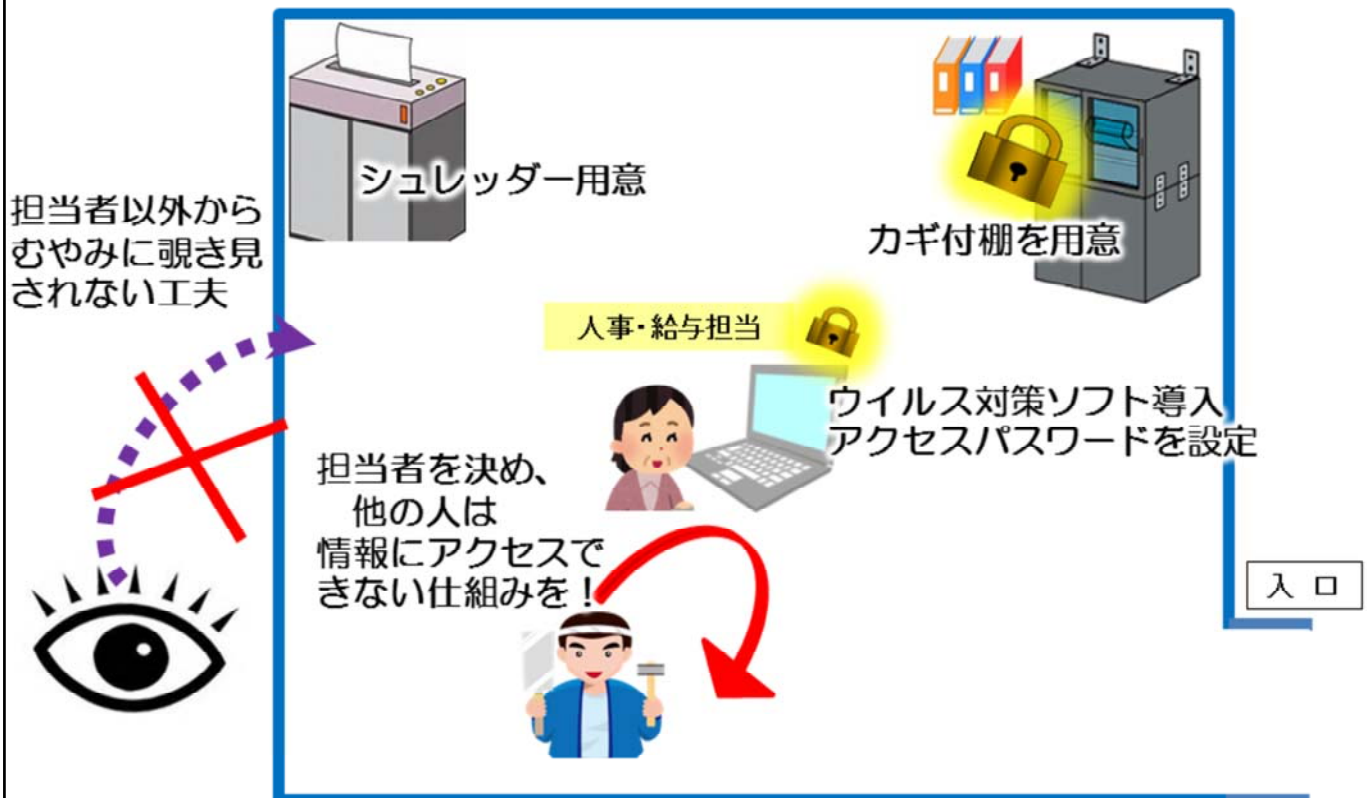 シュレッダー用意
カギ付棚を用意
担当者以外から
むやみに覗き見
されない工夫
人事・給与担当
ウイルス対策ソフト導入
アクセスパスワードを設定
担当者を決め、
他の人は
情報にアクセスで
きない仕組みを！
入 口